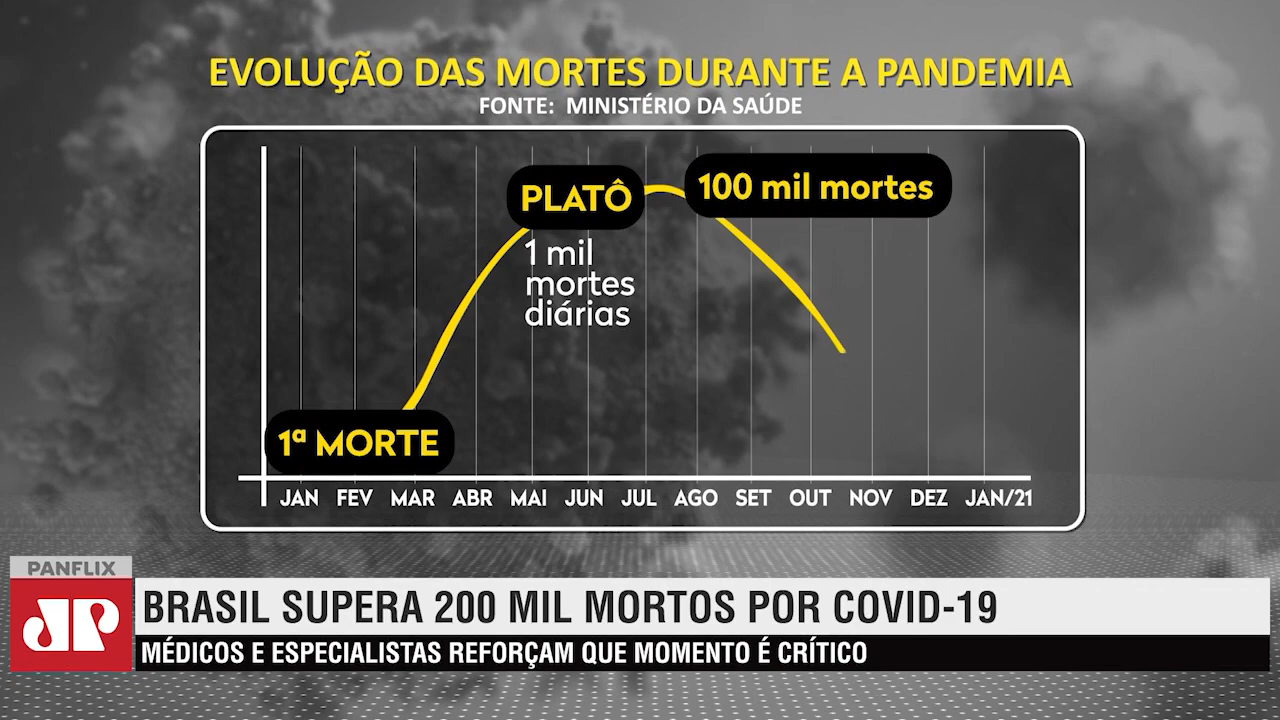 EVOLUÇÃO DAS MORTES DURANTE A PANDEMIA
FONTE: MINISTÉRIO DA SAÚDE
PLATÔ
100 mil mortes
1 mil
mortes
diárias
1ª MORTE
JAN FEV MAR ABR MAI JUN JUL AGO SET OUT NOV DEZ JAN/21
PANFLIX
JP
BRASIL SUPERA 200 MIL MORTOS POR COVID-19
MÉDICOS E ESPECIALISTAS REFORÇAM QUE MOMENTO É CRÍTICO